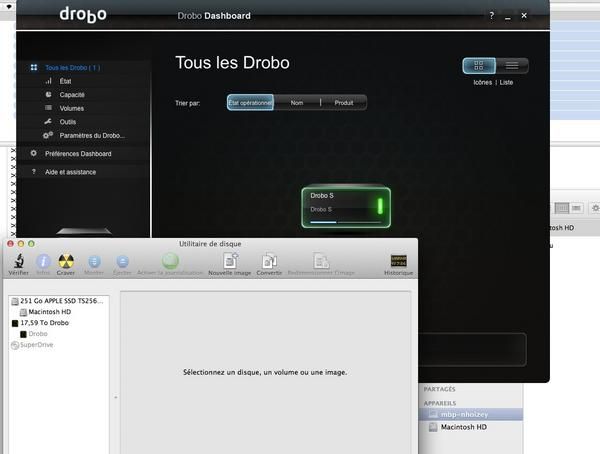 drobo
Drobo Dashboard
? _ ✕
Tous les Drobo ( 1 )
État
Capacité
Volumes
Outils
Paramètres du Drobo...
Préférences Dashboard
Aide et assistance
Tous les Drobo
Icônes | Liste
Trier par:
État opérationnel
Nom
Produit
Drobo S
Drobo S
Utilitaire de disque
Vérifier
Infos
Graver
Monter
Éjecter
Activer la journalisation
Nouvelle image
Convertir
Redimensionner l'image
Historique
251 Go APPLE SSD TS256...
Macintosh HD
17,59 To Drobo
Drobo
SuperDrive
Sélectionnez un disque, un volume ou une image.
PARTAGÉS
APPAREILS
mbp-nhoizey
Macintosh HD